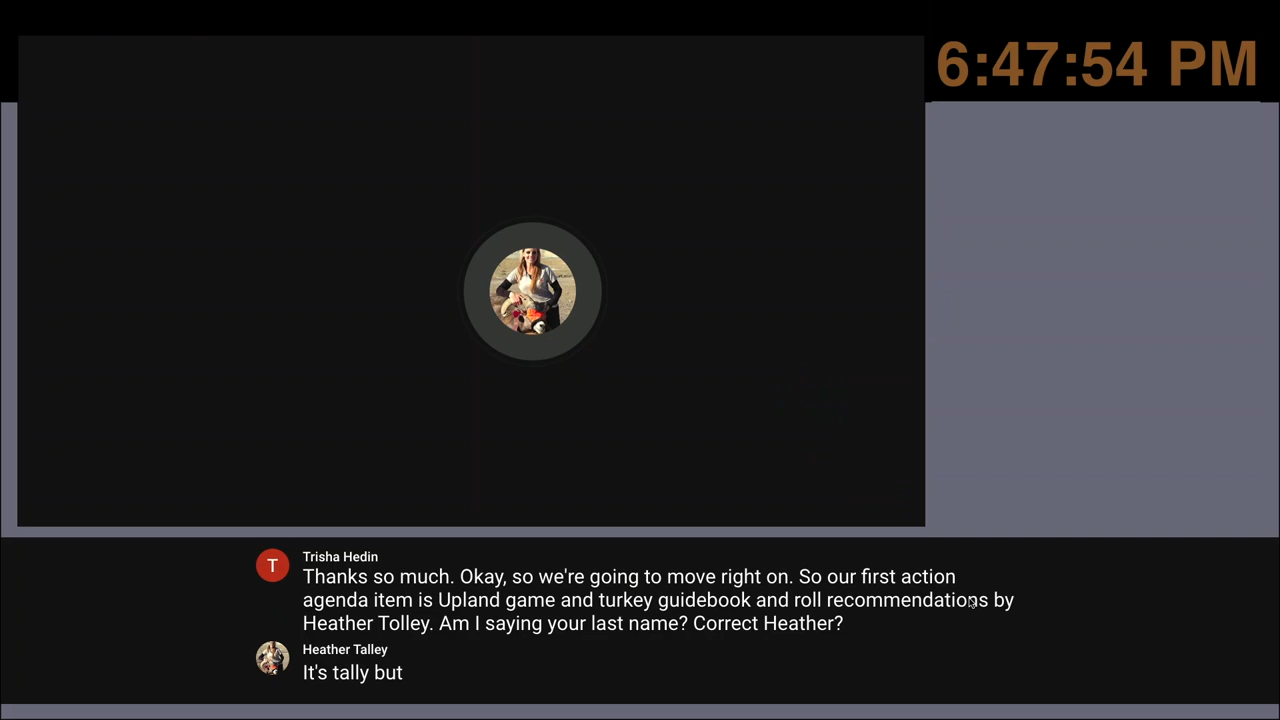 6:47:54 PM
T
Trisha Hedin
Thanks so much. Okay, so we're going to move right on. So our first action
agenda item is Upland game and turkey guidebook and roll recommendations by
Heather Tolley. Am I saying your last name? Correct Heather?
Heather Talley
It's tally but